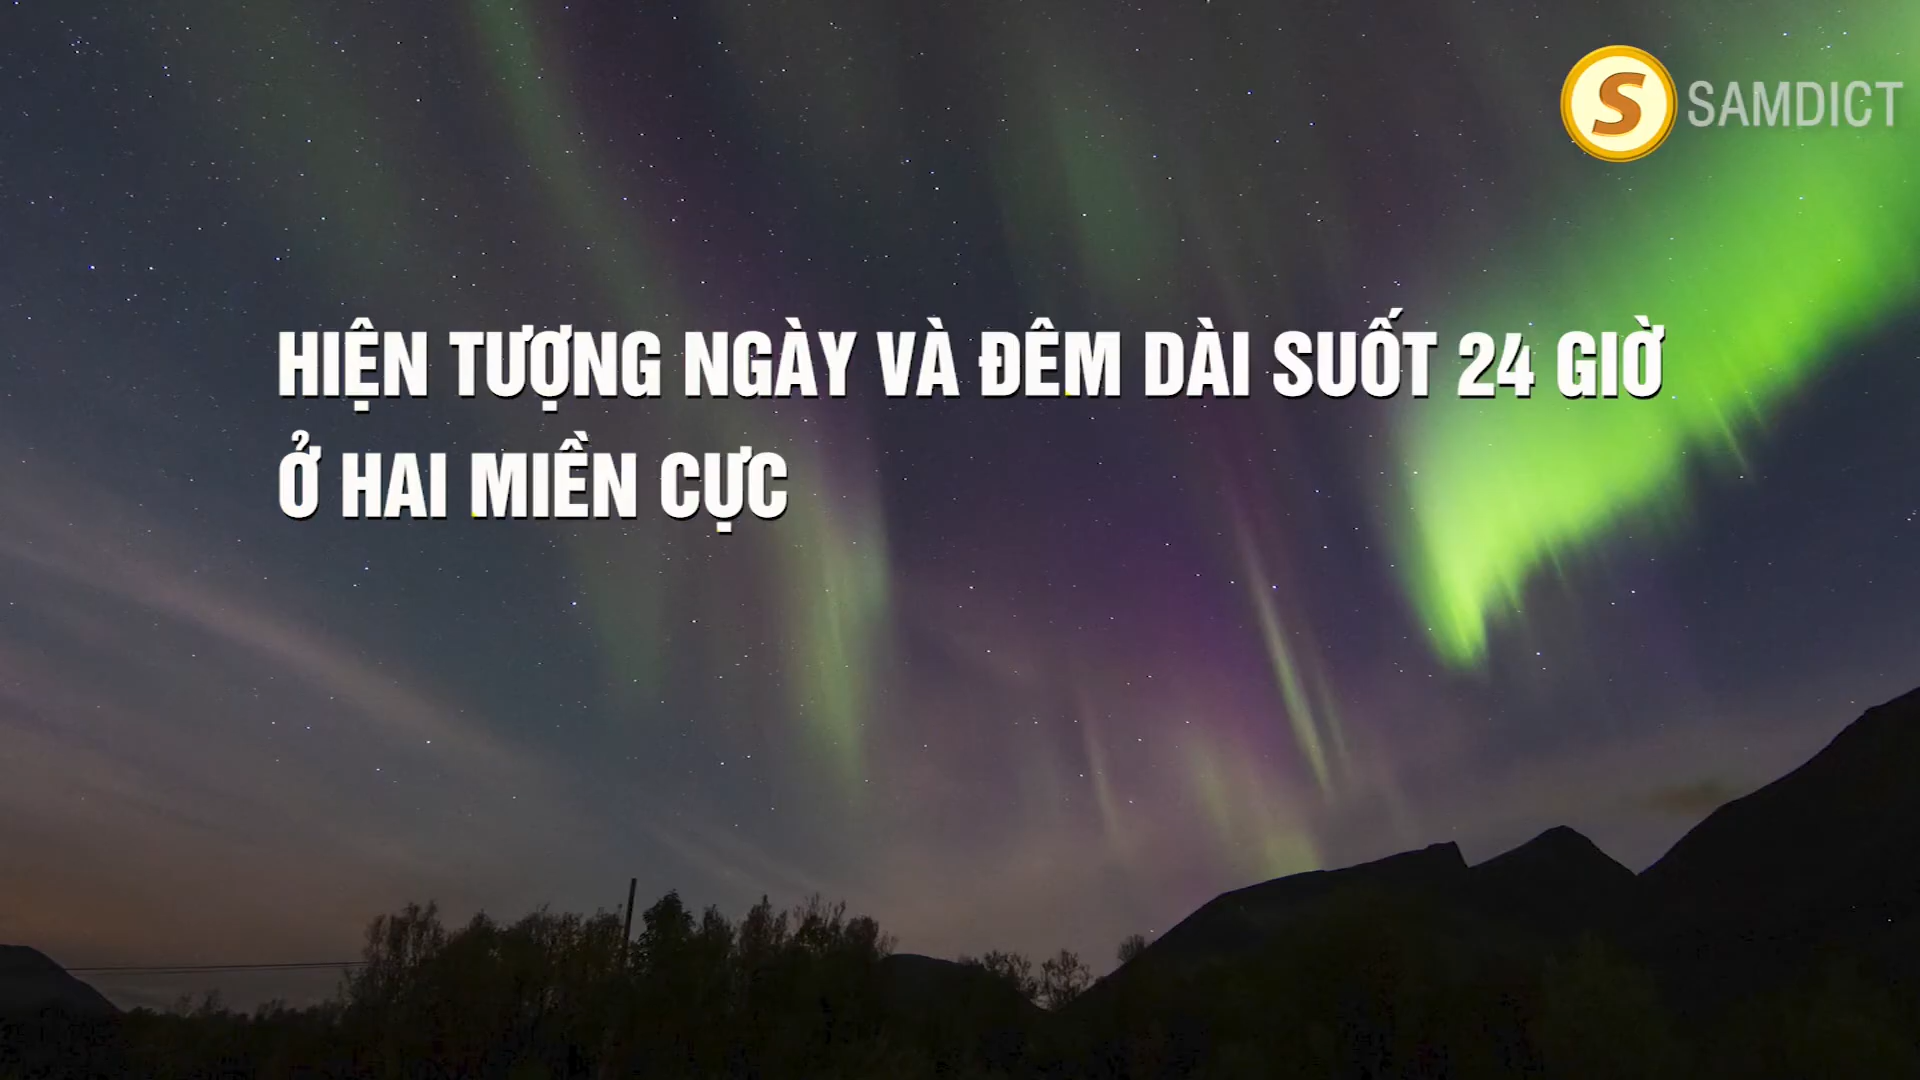 SAMDICT
HIỆN TƯỢNG NGÀY VÀ ĐÊM DÀI SUỐT 24 GIỜ
Ở HAI MIỀN CỰC